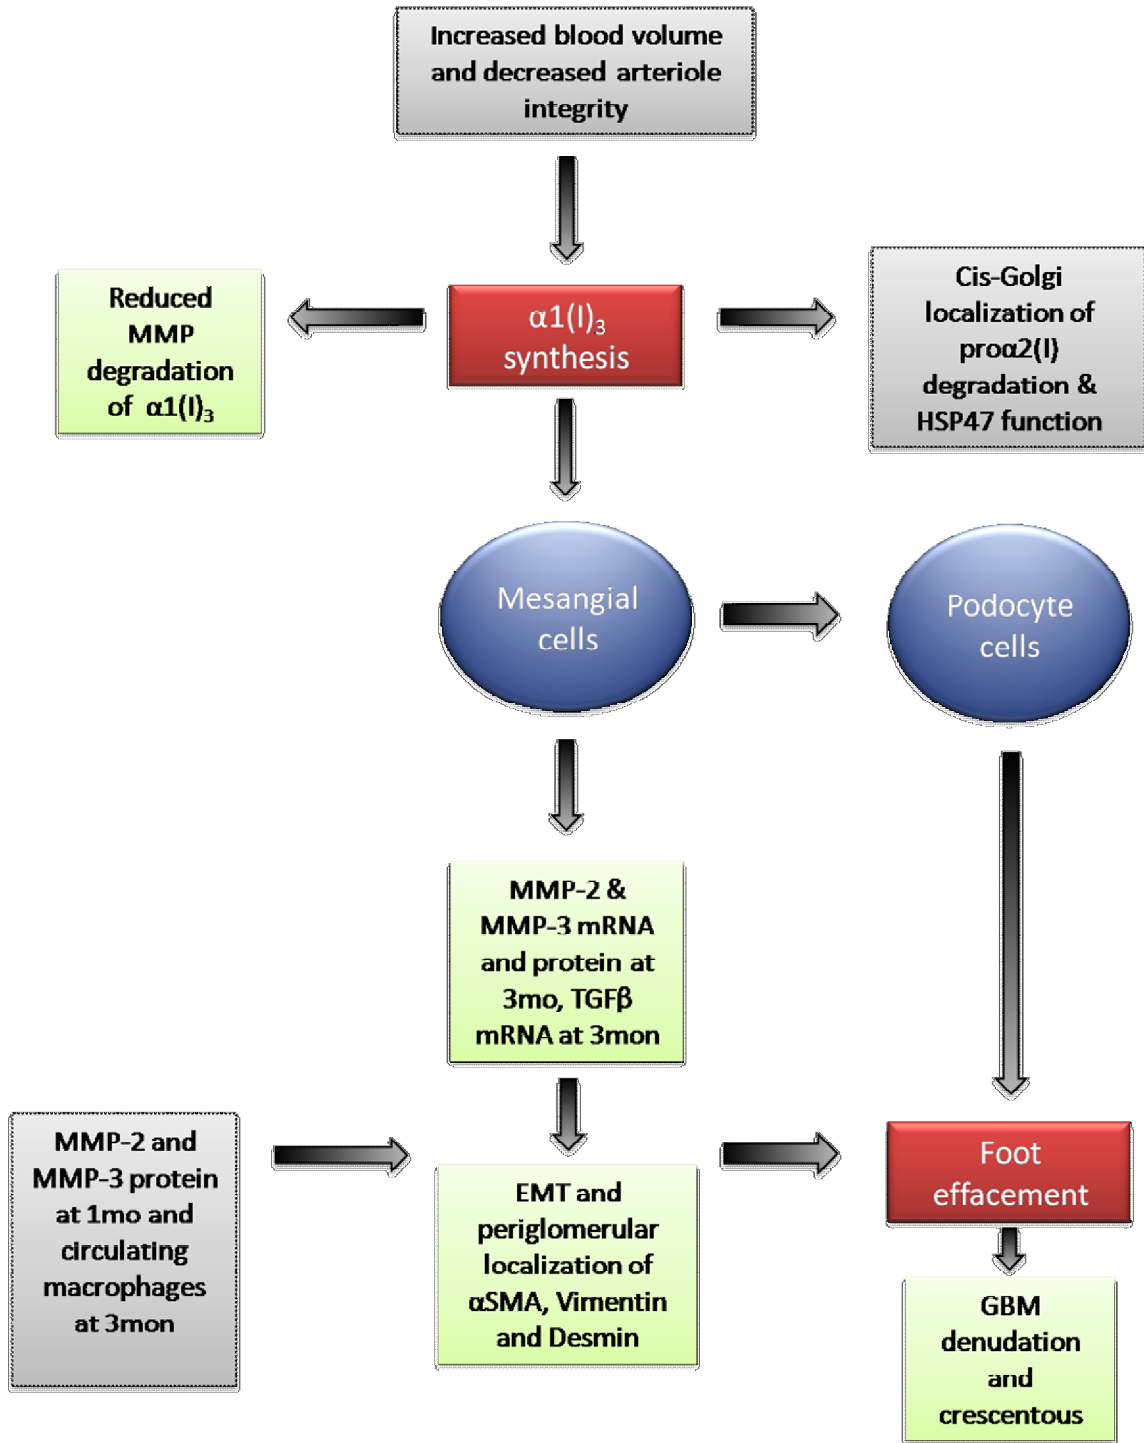 Increased blood volume
and decreased arteriole
integrity
Reduced
MMP
degradation
of α1(I)₃
α1(I)₃
synthesis
Cis-Golgi
localization of
proα2(I)
degradation &
HSP47 function
Mesangial
cells
Podocyte
cells
MMP-2 &
MMP-3 mRNA
and protein at
3mo, TGFβ
mRNA at 3mon
MMP-2 and
MMP-3 protein
at 1mo and
circulating
macrophages
at 3mon
EMT and
periglomerular
localization of
αSMA, Vimentin
and Desmin
Foot
effacement
GBM
denudation
and
crescentous